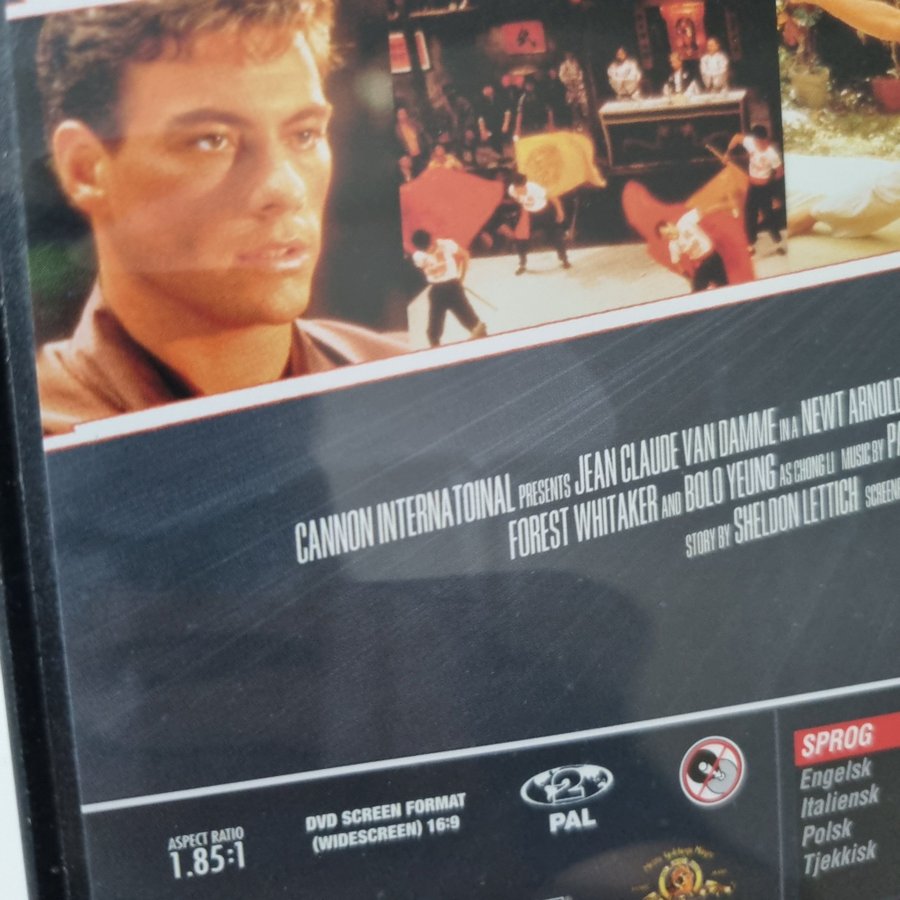 CANNON INTERNATOINAL PRESENTS JEAN CLAUDE VAN DAMME IN A NEWT ARNOLD
FOREST WHITAKER AND BOLO YEUNG AS CHONG LI MUSIC BY
STORY BY SHELDON LETTICH
ASPECT RATIO
1.85:1
DVD SCREEN FORMAT
(WIDESCREEN) 16:9
2
PAL
SPROG
Engelsk
Italiensk
Polsk
Tjekkisk